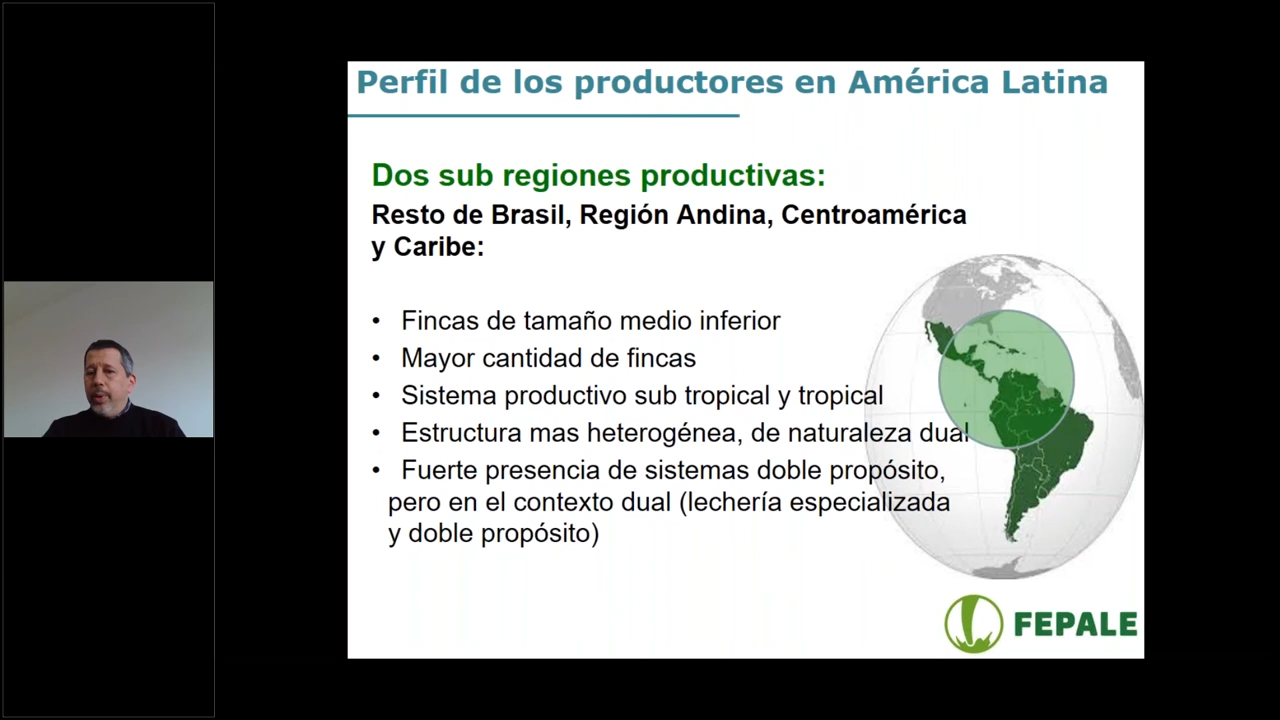 Perfil de los productores en América Latina
Dos sub regiones productivas:
Resto de Brasil, Región Andina, Centroamérica
y Caribe:
• Fincas de tamaño medio inferior
• Mayor cantidad de fincas
• Sistema productivo sub tropical y tropical
• Estructura mas heterogénea, de naturaleza dual
• Fuerte presencia de sistemas doble propósito,
pero en el contexto dual (lechería especializada
y doble propósito)
FEPALE